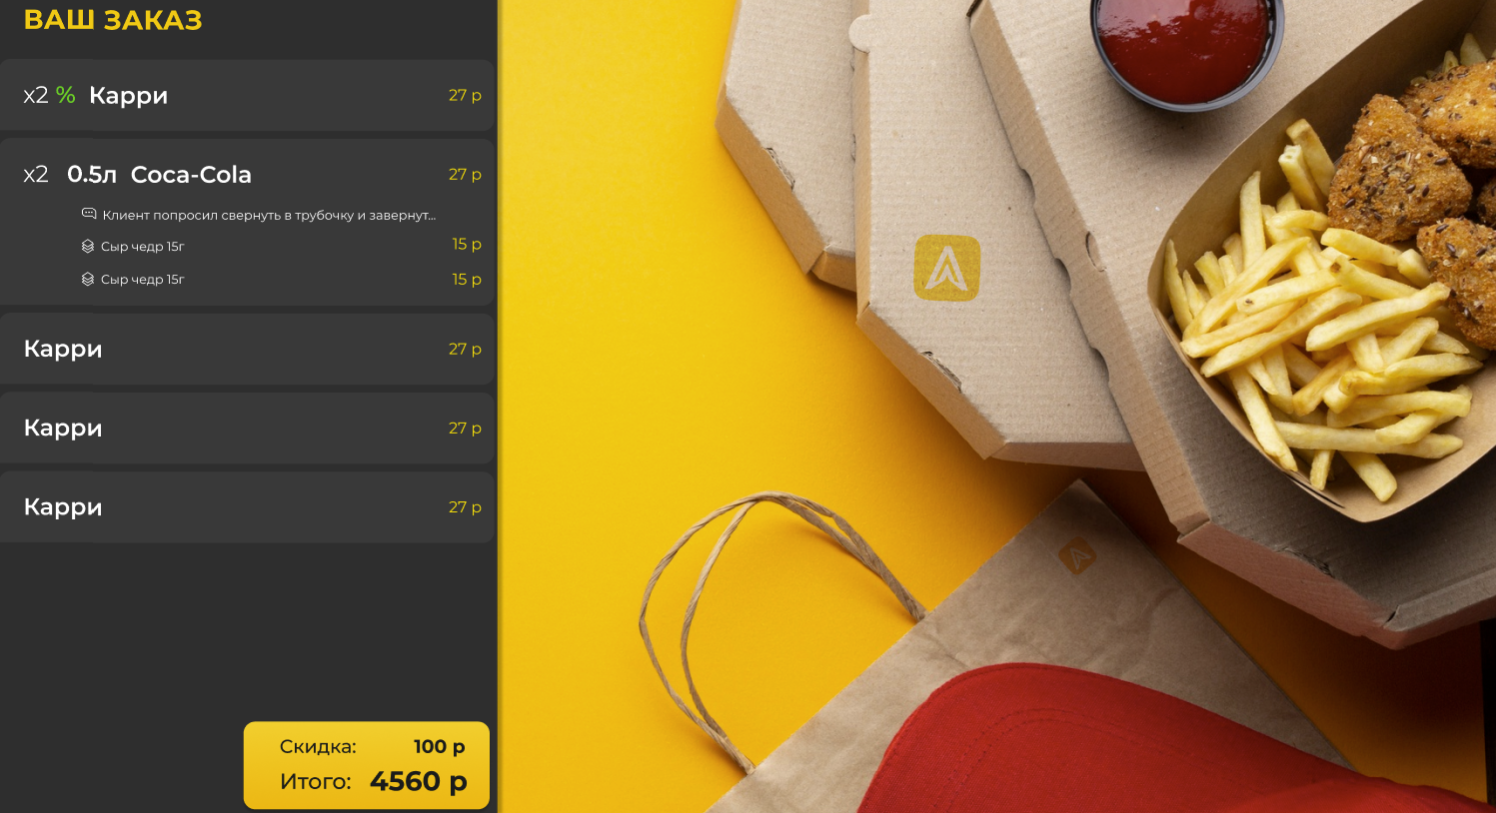 ВАШ ЗАКАЗ
x2 % Карри 27 р
x2 0.5л Coca-Cola 27 р
Клиент попросил свернуть в трубочку и завернут...
Сыр чедр 15г 15 р
Сыр чедр 15г 15 р
Карри 27 р
Карри 27 р
Карри 27 р
Скидка: 100 р
Итого: 4560 р